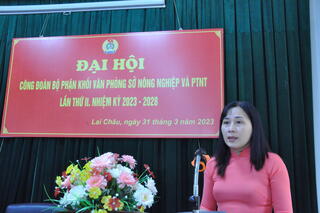 ĐẠI HỘI
CÔNG ĐOÀN BỘ PHẬN KHỐI VĂN PHÒNG SỞ NÔNG NGHIỆP VÀ PTNT
LẦN THỨ II, NHIỆM KỲ 2023 - 2028
Lai Châu, ngày 31 tháng 3 năm 2023